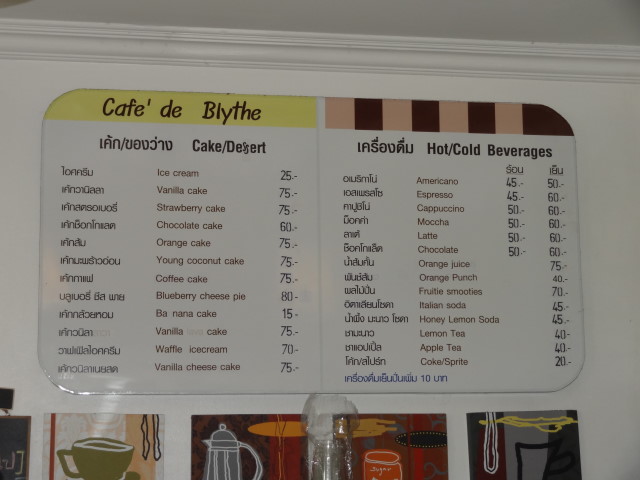 Cafe' de Blythe
เค้ก/ของว่าง Cake/Dessert
ไอศครีม Ice cream 25.-
เค้กวานิลลา Vanilla cake 75.-
เค้กสตรอเบอรี่ Strawberry cake 75.-
เค้กช็อกโกแลต Chocolate cake 60.-
เค้กส้ม Orange cake 75.-
เค้กมะพร้าวอ่อน Young coconut cake 75.-
เค้กกาแฟ Coffee cake 75.-
บลูเบอรี่ ชีส พาย Blueberry cheese pie 80.-
เค้กกล้วยหอม Ba nana cake 15.-
เค้กวนิลา Vanilla cake 75.-
วาฟเฟิลไอศครีม Waffle icecream 70.-
เค้กวนิลาเนยสด Vanilla cheese cake 75.-
เครื่องดื่ม Hot/Cold Beverages
ร้อน เย็น
อเมริกาโน่ Americano 45.- 50.-
เอสเพรสโซ Espresso 45.- 60.-
คาปูชิโน่ Cappuccino 50.- 60.-
ม็อคค่า Moccha 50.- 60.-
ลาเต้ Latte 50.- 60.-
ช็อคโกแล็ต Chocolate 50.- 60.-
น้ำส้มคั้น Orange juice 75.-
พันช์ส้ม Orange Punch 40.-
ผลไม้ปั่น Fruitie smooties 70.-
อิตาเลียนโซดา Italian soda 45.-
น้ำผึ้ง มะนาว โซดา Honey Lemon Soda 45.-
ชามะนาว Lemon Tea 40.-
ชาแอปเปิ้ล Apple Tea 40.-
โค้ก/สไปร์ท Coke/Sprite 20.-
เครื่องดื่มเย็นปั่นเพิ่ม 10 บาท
Sugar